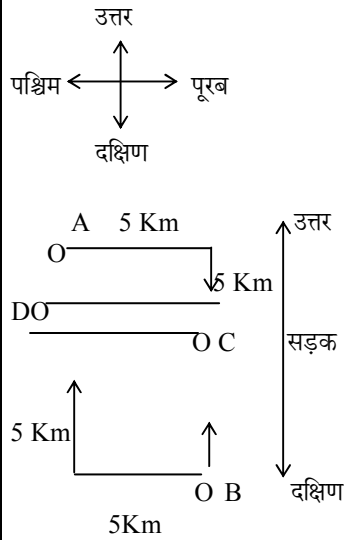 उत्तर
पश्चिम पूरब
दक्षिण
A 5 Km उत्तर
O
5 Km
DO
O C सड़क
5 Km
O B दक्षिण
5Km